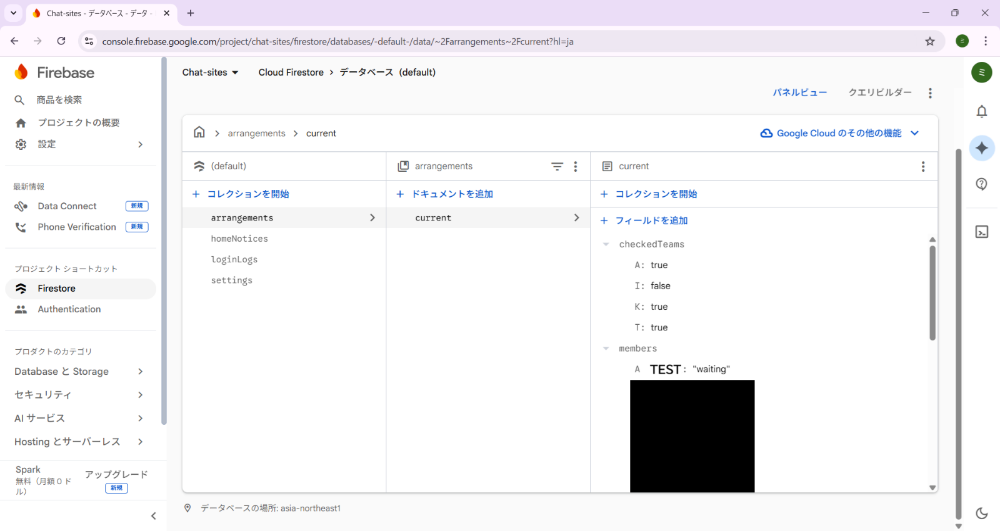 Chat-sites - データベース - データ -
console.firebase.google.com/project/chat-sites/firestore/databases/-default-/data/~2Farrangements~2Fcurrent?hl=ja
ミ
Firebase
商品を検索
プロジェクトの概要
設定
最新情報
Data Connect 新規
Phone Verification 新規
プロジェクト ショートカット
Firestore
Authentication
プロダクトのカテゴリ
Database と Storage
セキュリティ
AI サービス
Hosting とサーバーレス
Spark
無料（月額 0 ド
ル）
アップグレード
新規
Chat-sites Cloud Firestore > データベース (default)
ミ
パネルビュー クエリビルダー
arrangements current
Google Cloud のその他の機能
(default)
+ コレクションを開始
arrangements
homeNotices
loginLogs
settings
arrangements
+ ドキュメントを追加
current
current
+ コレクションを開始
+ フィールドを追加
checkedTeams
A: true
I: false
K: true
T: true
members
A TEST: "waiting"
データベースの場所: asia-northeast1